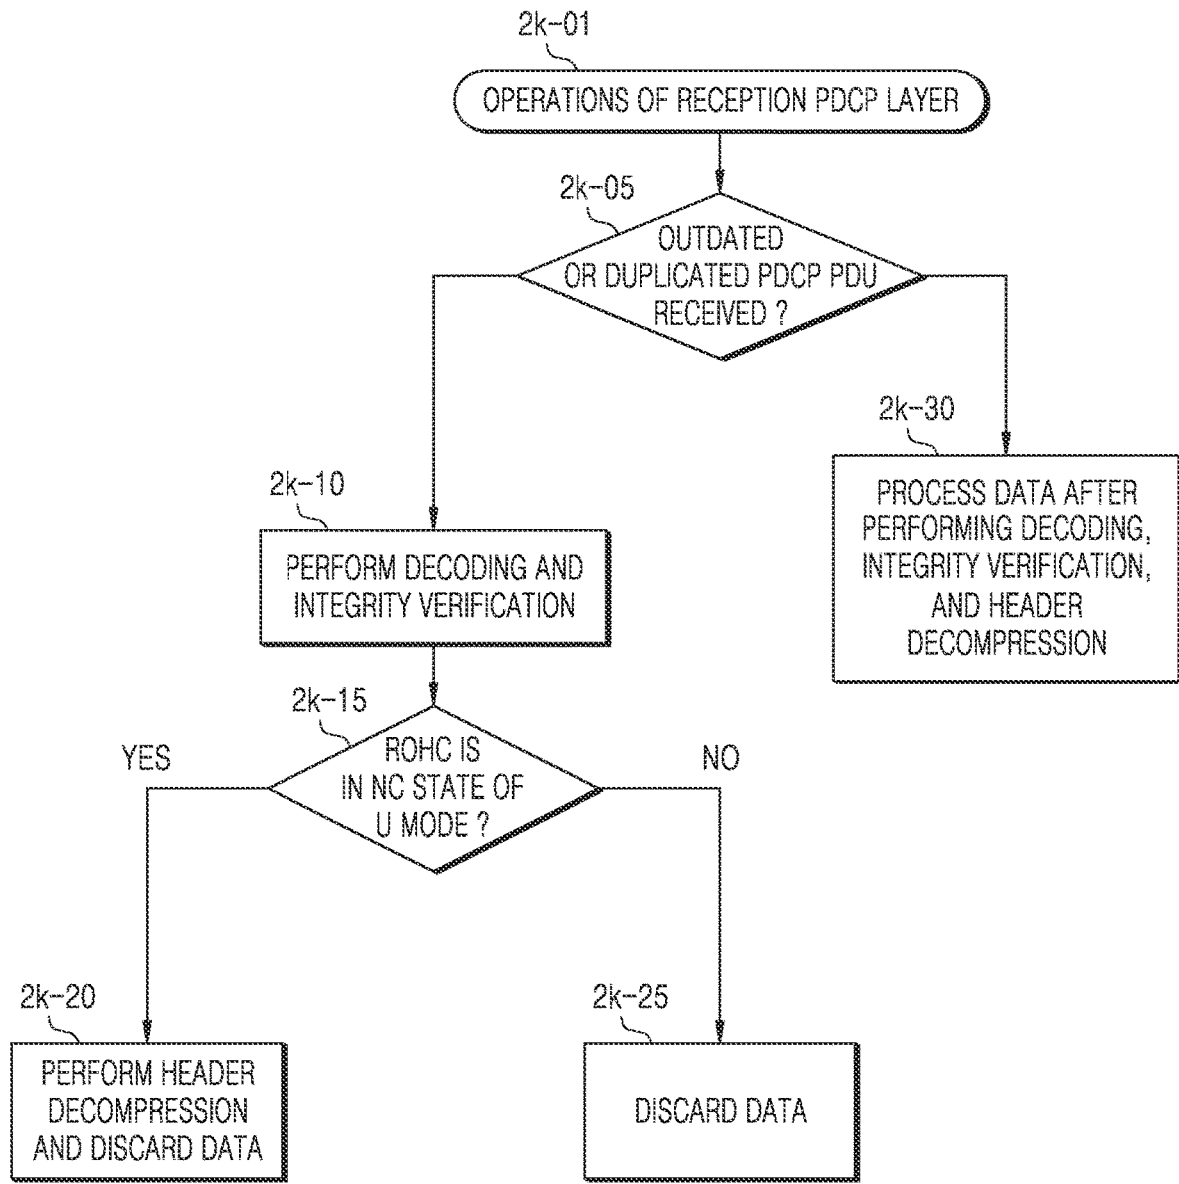 2k-01
OPERATIONS OF RECEPTION PDCP LAYER
2k-05
OUTDATED
OR DUPLICATED PDCP PDU
RECEIVED ?
2k-30
PROCESS DATA AFTER
PERFORMING DECODING,
INTEGRITY VERIFICATION,
AND HEADER
DECOMPRESSION
2k-10
PERFORM DECODING AND
INTEGRITY VERIFICATION
2k-15
YES
ROHC IS
IN NC STATE OF
U MODE ?
NO
2k-20
PERFORM HEADER
DECOMPRESSION
AND DISCARD DATA
2k-25
DISCARD DATA